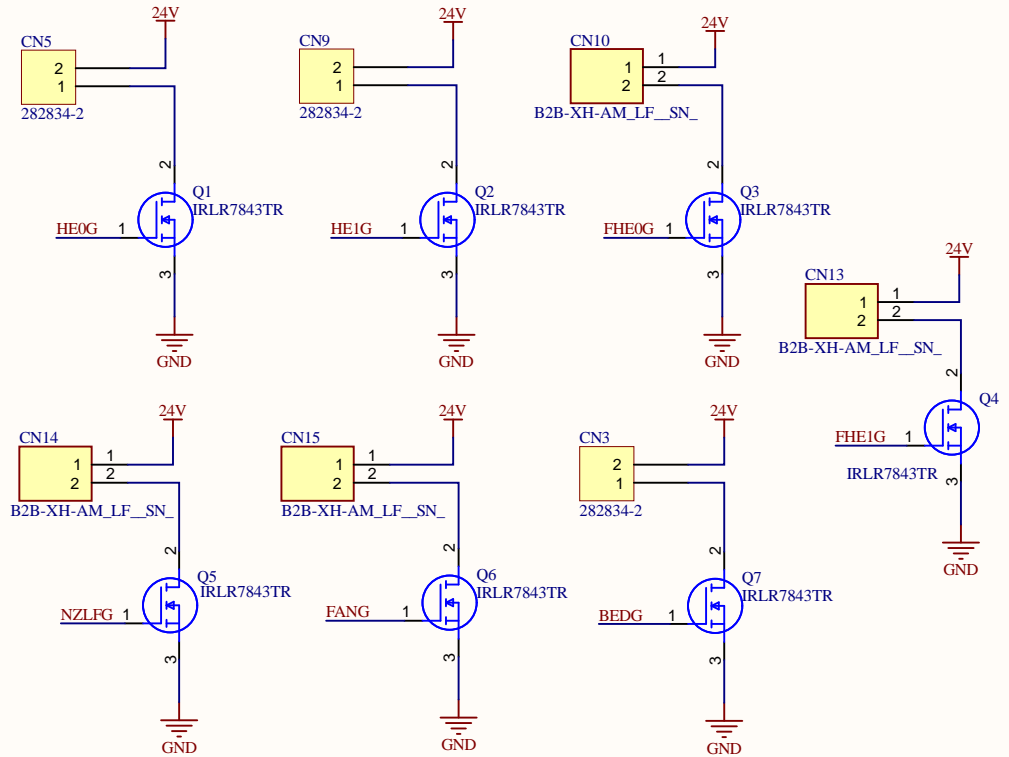 24V
CN5
2
1
282834-2
2
Q1
IRLR7843TR
HE0G
1
3
GND
24V
CN9
2
1
282834-2
2
Q2
IRLR7843TR
HE1G
1
3
GND
24V
CN10
1
2
1
2
B2B-XH-AM_LF__SN_
2
Q3
IRLR7843TR
FHE0G
1
3
GND
24V
CN13
1
2
1
2
B2B-XH-AM_LF__SN_
2
Q4
FHE1G
1
IRLR7843TR
3
GND
24V
CN14
1
2
1
2
B2B-XH-AM_LF__SN_
2
Q5
IRLR7843TR
NZLFG
1
3
GND
24V
CN15
1
2
1
2
B2B-XH-AM_LF__SN_
2
Q6
IRLR7843TR
FANG
1
3
GND
24V
CN3
2
1
282834-2
2
Q7
IRLR7843TR
BEDG
1
3
GND